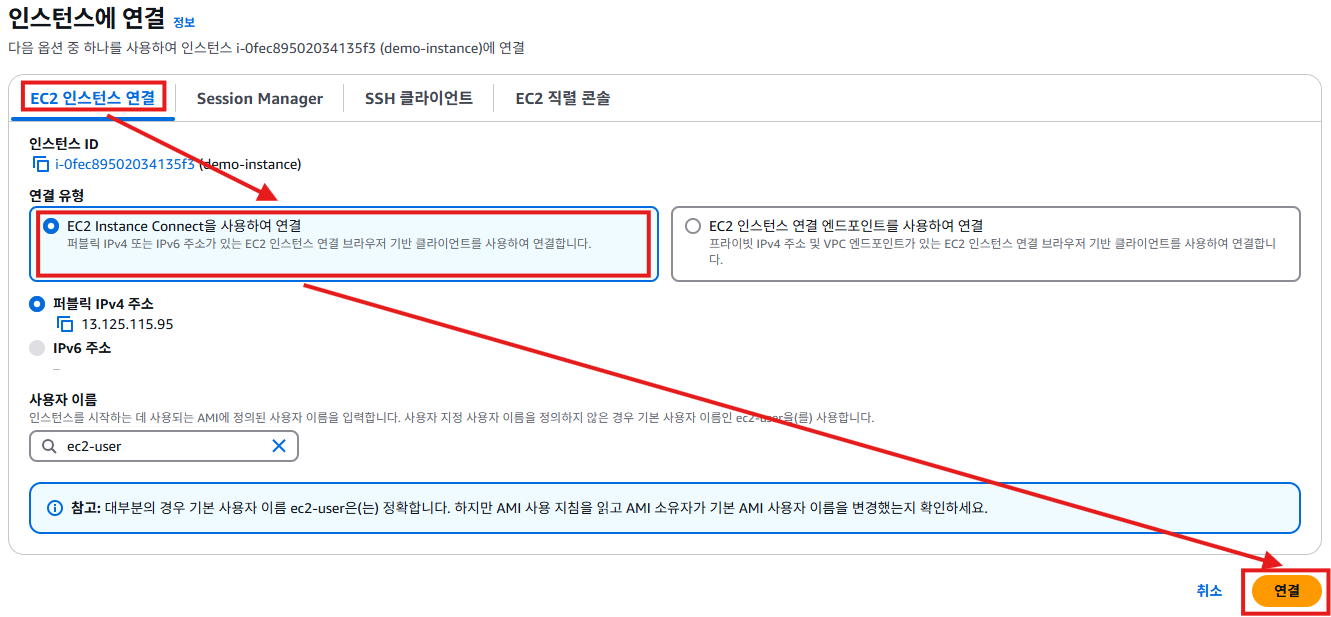 인스턴스에 연결 정보
다음 옵션 중 하나를 사용하여 인스턴스 i-0fec89502034135f3 (demo-instance)에 연결
EC2 인스턴스 연결
Session Manager
SSH 클라이언트
EC2 직렬 콘솔
인스턴스 ID
i-0fec89502034135f3 (demo-instance)
연결 유형
EC2 Instance Connect을 사용하여 연결
퍼블릭 IPv4 또는 IPv6 주소가 있는 EC2 인스턴스 연결 브라우저 기반 클라이언트를 사용하여 연결합니다.
EC2 인스턴스 연결 엔드포인트를 사용하여 연결
프라이빗 IPv4 주소 및 VPC 엔드포인트가 있는 EC2 인스턴스 연결 브라우저 기반 클라이언트를 사용하여 연결합니
다.
퍼블릭 IPv4 주소
13.125.115.95
IPv6 주소
–
사용자 이름
인스턴스를 시작하는 데 사용되는 AMI에 정의된 사용자 이름을 입력합니다. 사용자 지정 사용자 이름을 정의하지 않은 경우 기본 사용자 이름인 ec2-user을(를) 사용합니다.
ec2-user
참고: 대부분의 경우 기본 사용자 이름 ec2-user은(는) 정확합니다. 하지만 AMI 사용 지침을 읽고 AMI 소유자가 기본 AMI 사용자 이름을 변경했는지 확인하세요.
취소
연결